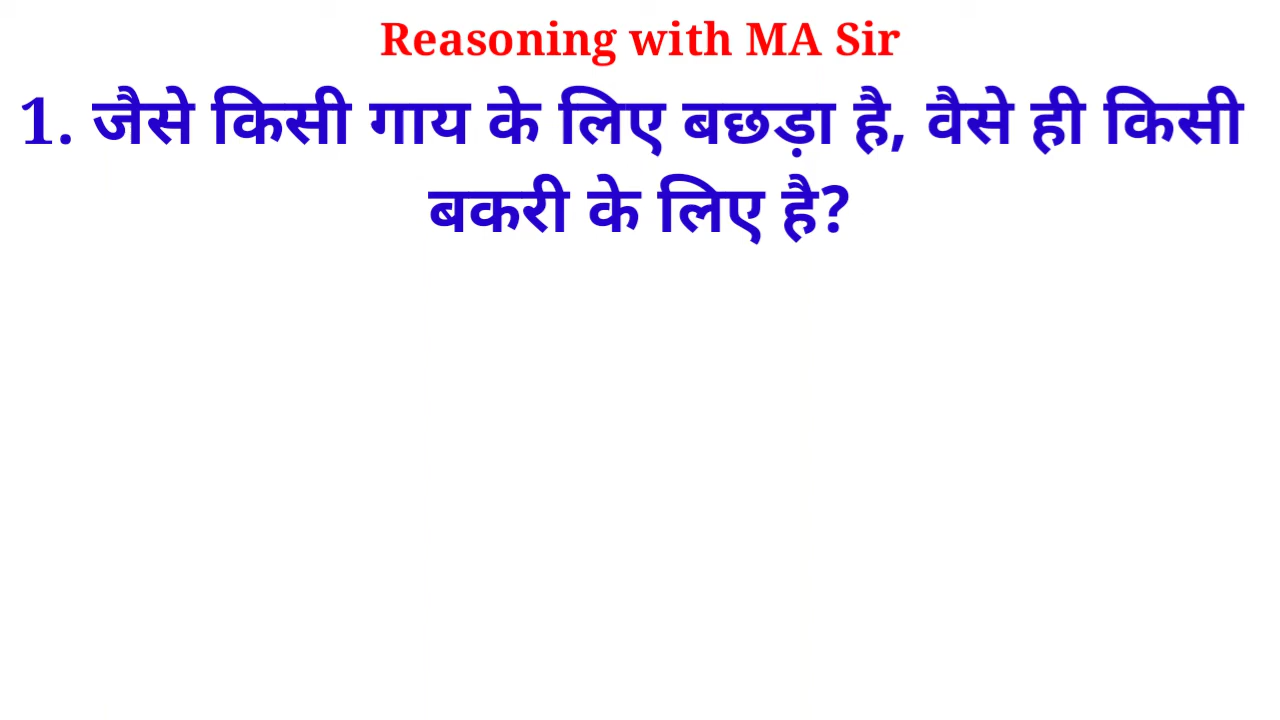 Reasoning with MA Sir
1. जैसे किसी गाय के लिए बछड़ा है, वैसे ही किसी
बकरी के लिए है?